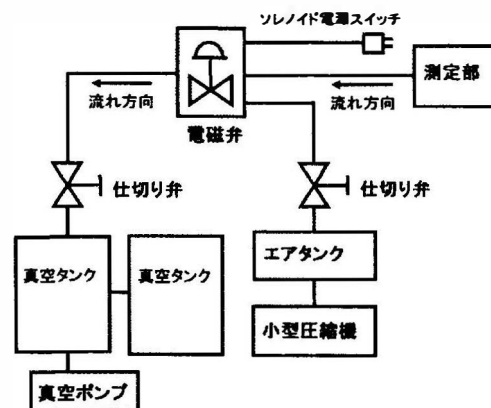 ソレノイド電源スイッチ
測定部
流れ方向
流れ方向
電磁弁
仕切り弁
仕切り弁
真空タンク
真空タンク
エアタンク
小型圧縮機
真空ポンプ